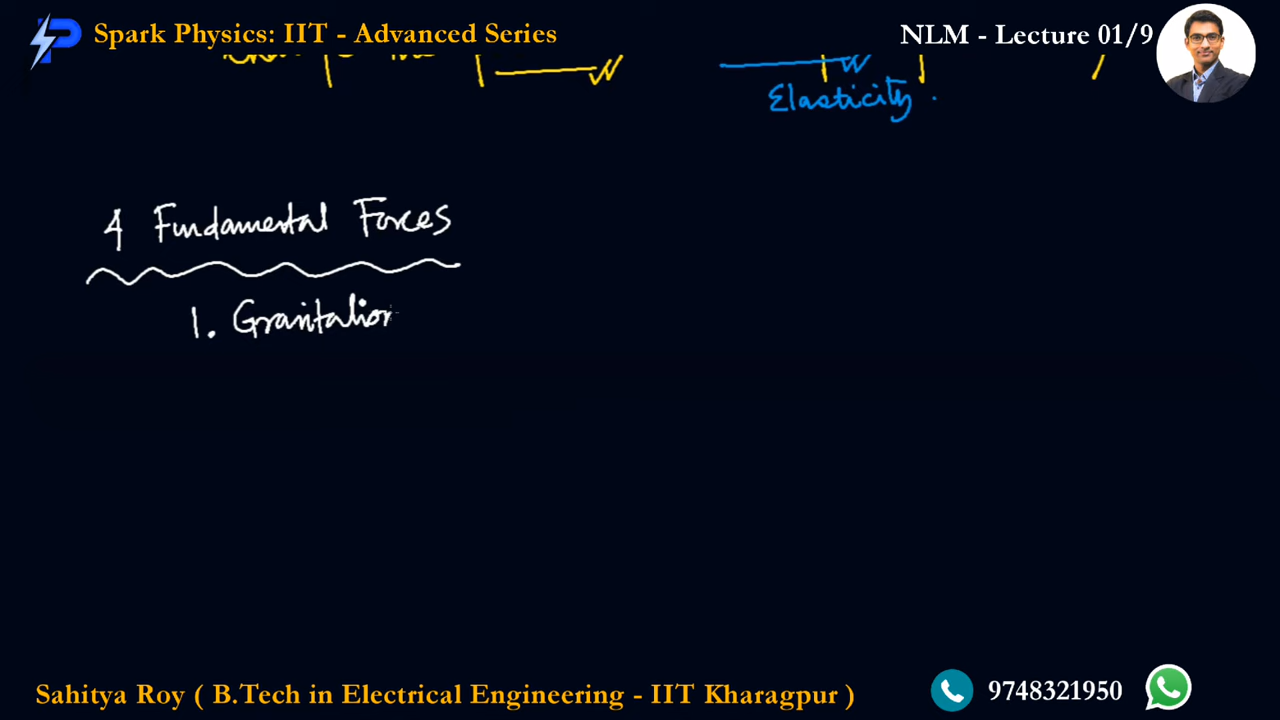 Spark Physics: IIT - Advanced Series
NLM - Lecture 01/9
Elasticity .
4 Fundamental Forces
1. Gravitation
Sahitya Roy ( B.Tech in Electrical Engineering - IIT Kharagpur )
9748321950